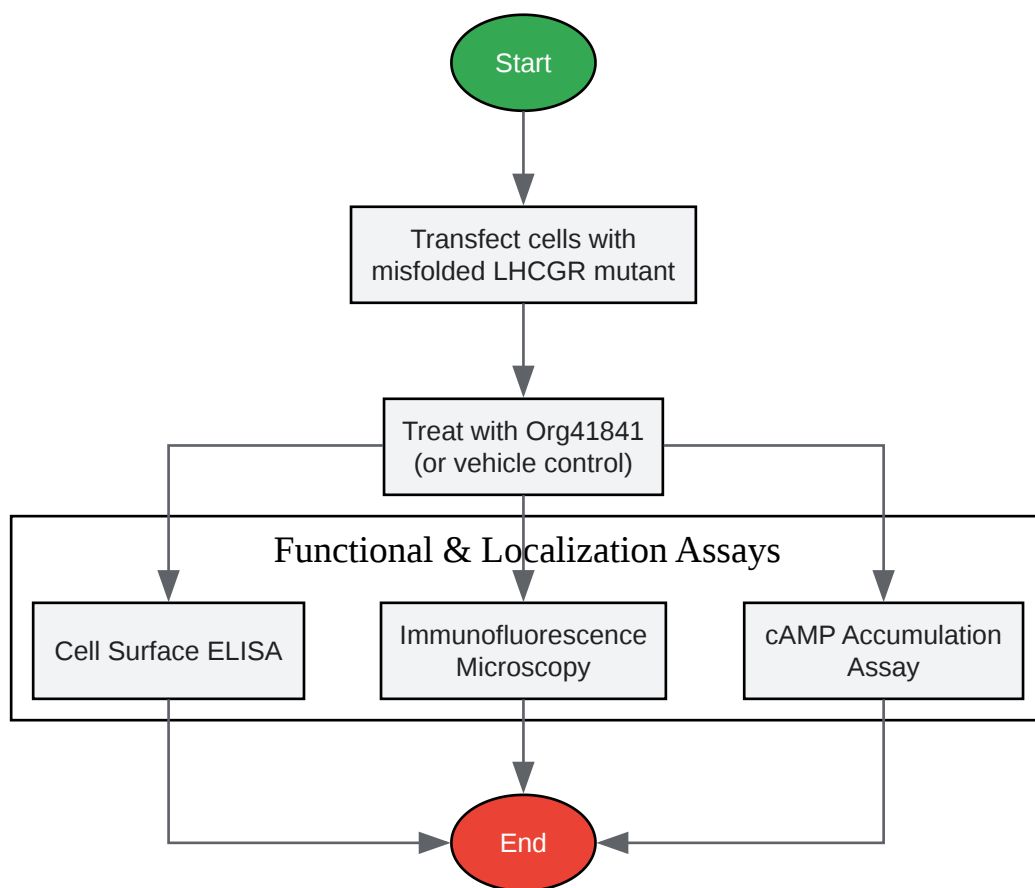 Start
Transfect cells with
misfolded LHCGR mutant
Treat with Org41841
(or vehicle control)
Functional & Localization Assays
Cell Surface ELISA
Immunofluorescence
Microscopy
cAMP Accumulation
Assay
End